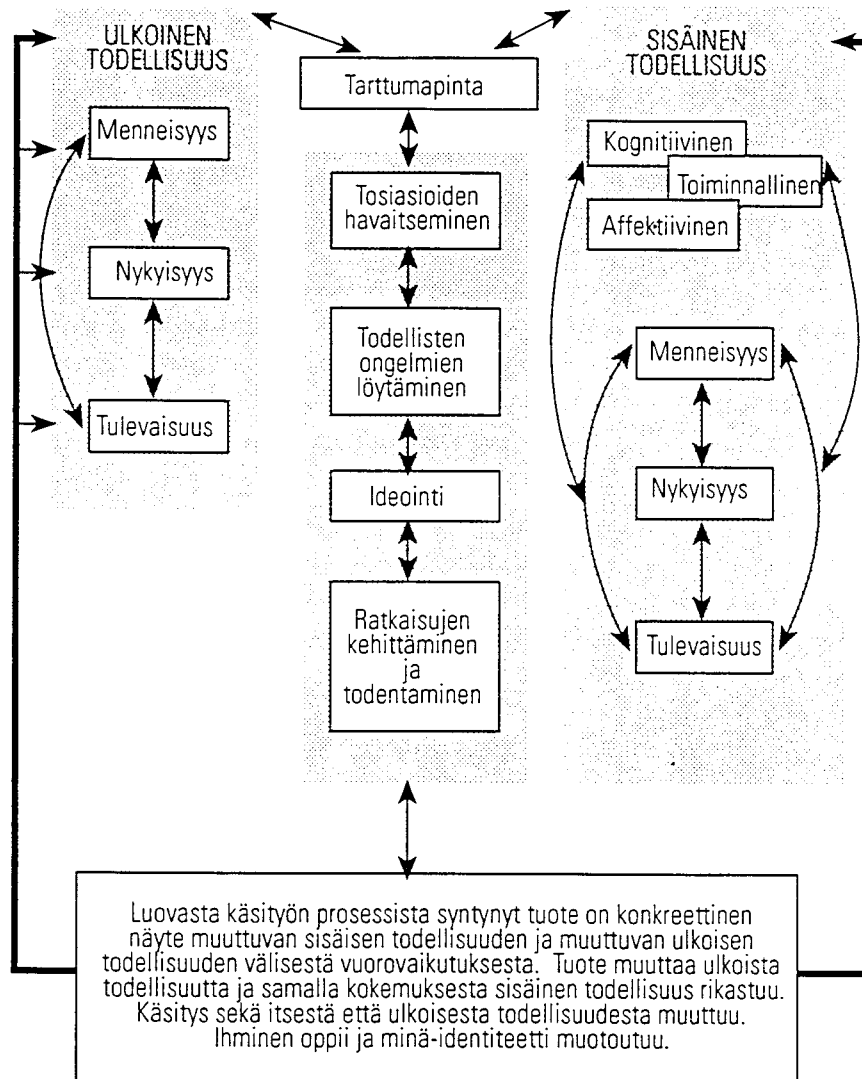 ULKOINEN
TODELLISUUS
Menneisyys
Nykyisyys
Tulevaisuus
Tarttumapinta
Tosiasioiden
havaitseminen
Todellisten
ongelmien
löytäminen
Ideointi
Ratkaisujen
kehittäminen
ja
todentaminen
SISÄINEN
TODELLISUUS
Kognitiivinen
Toiminnallinen
Affektiivinen
Menneisyys
Nykyisyys
Tulevaisuus
Luovasta käsityön prosessista syntynyt tuote on konkreettinen
näyte muuttuvan sisäisen todellisuuden ja muuttuvan ulkoisen
todellisuuden välisestä vuorovaikutuksesta. Tuote muuttaa ulkoista
todellisuutta ja samalla kokemuksesta sisäinen todellisuus rikastuu.
Käsitys sekä itsestä että ulkoisesta todellisuudesta muuttuu.
Ihminen oppii ja minä-identiteetti muotoutuu.